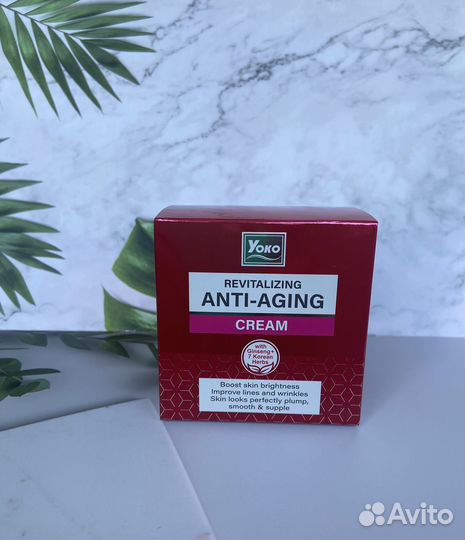 YOKO
REVITALIZING
ANTI-AGING
CREAM
with
Ginseng+
7 Korean
Herbs
Boost skin brightness
Improve lines and wrinkles
Skin looks perfectly plump,
smooth & supple
Avito